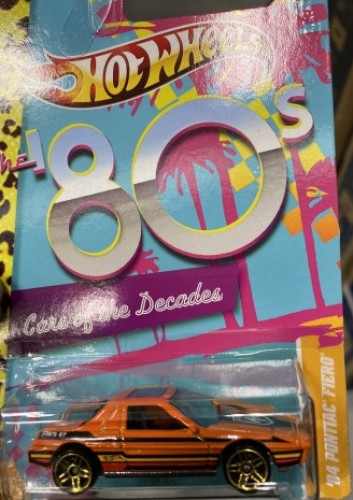 HOT WHEELS
The '80s
Cars of the Decades
'84 PONTIAC FIERO